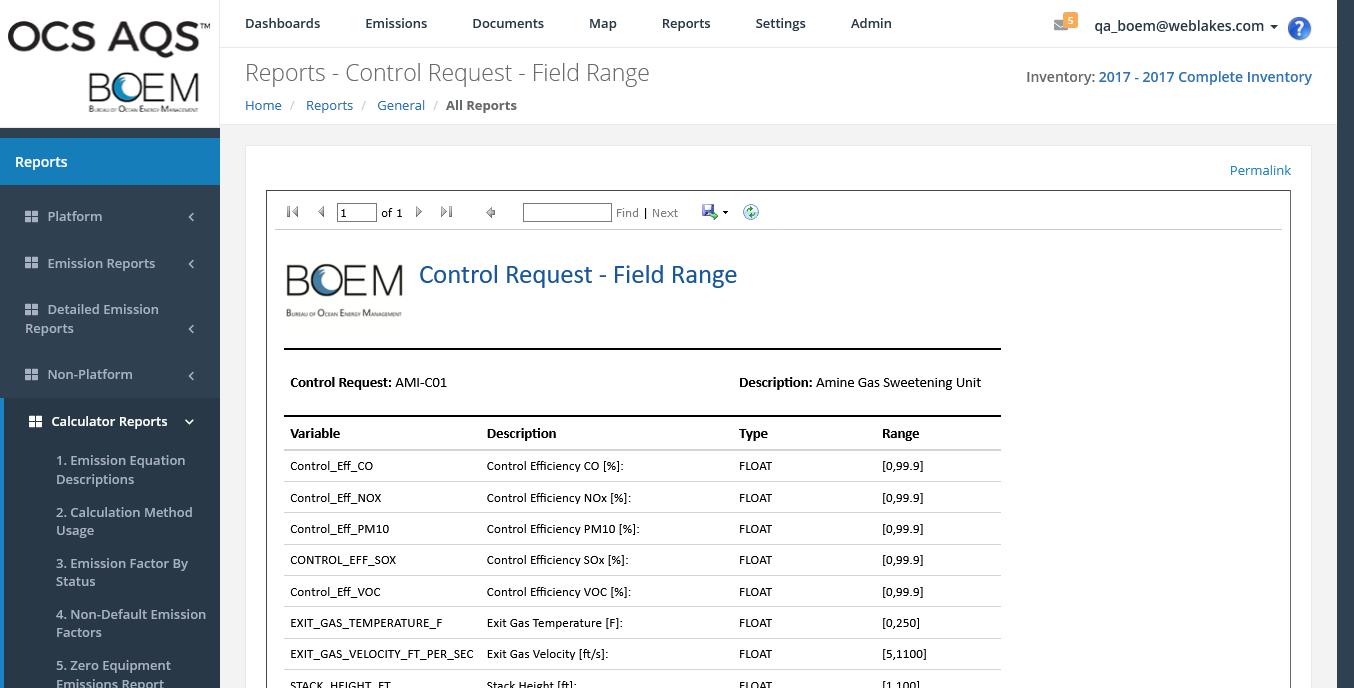 OCS AQS™
BOEM
BUREAU OF OCEAN ENERGY MANAGEMENT
Dashboards Emissions Documents Map Reports Settings Admin
5
qa_boem@weblakes.com
?
Reports - Control Request - Field Range
Inventory: 2017 - 2017 Complete Inventory
Home / Reports / General / All Reports
Reports
Platform
Emission Reports
Detailed Emission
Reports
Non-Platform
Calculator Reports
1. Emission Equation
Descriptions
2. Calculation Method
Usage
3. Emission Factor By
Status
4. Non-Default Emission
Factors
5. Zero Equipment
Emissions Report
Permalink
1 of 1 Find | Next
BOEM
BUREAU OF OCEAN ENERGY MANAGEMENT
Control Request - Field Range
Control Request: AMI-C01 Description: Amine Gas Sweetening Unit
Variable Description Type Range
Control_Eff_CO Control Efficiency CO [%]: FLOAT [0,99.9]
Control_Eff_NOX Control Efficiency NOx [%]: FLOAT [0,99.9]
Control_Eff_PM10 Control Efficiency PM10 [%]: FLOAT [0,99.9]
CONTROL_EFF_SOX Control Efficiency SOx [%]: FLOAT [0,99.9]
Control_Eff_VOC Control Efficiency VOC [%]: FLOAT [0,99.9]
EXIT_GAS_TEMPERATURE_F Exit Gas Temperature [F]: FLOAT [0,250]
EXIT_GAS_VELOCITY_FT_PER_SEC Exit Gas Velocity [ft/s]: FLOAT [5,1100]
STACK_HEIGHT_FT Stack Height [ft]: FLOAT [1,100]